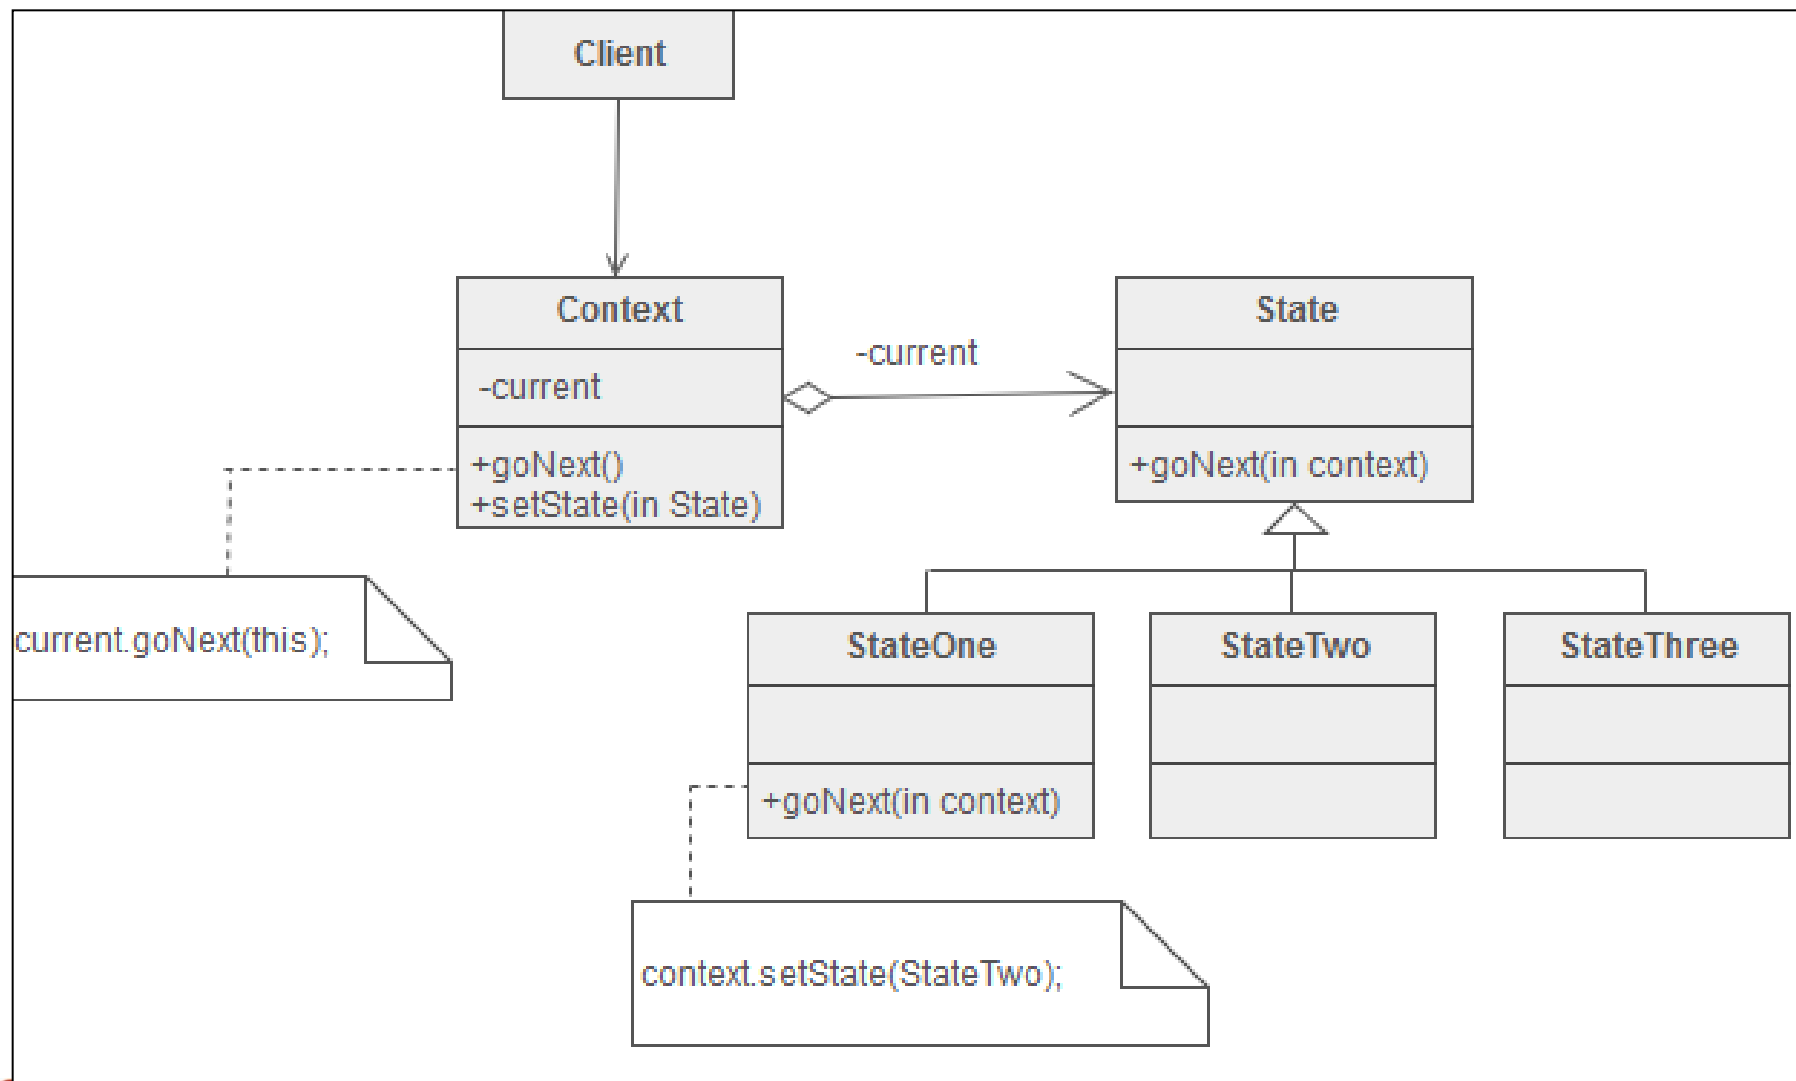 Client
Context
-current
+goNext()
+setState(in State)
-current
State
+goNext(in context)
current.goNext(this);
StateOne
+goNext(in context)
StateTwo
StateThree
context.setState(StateTwo);